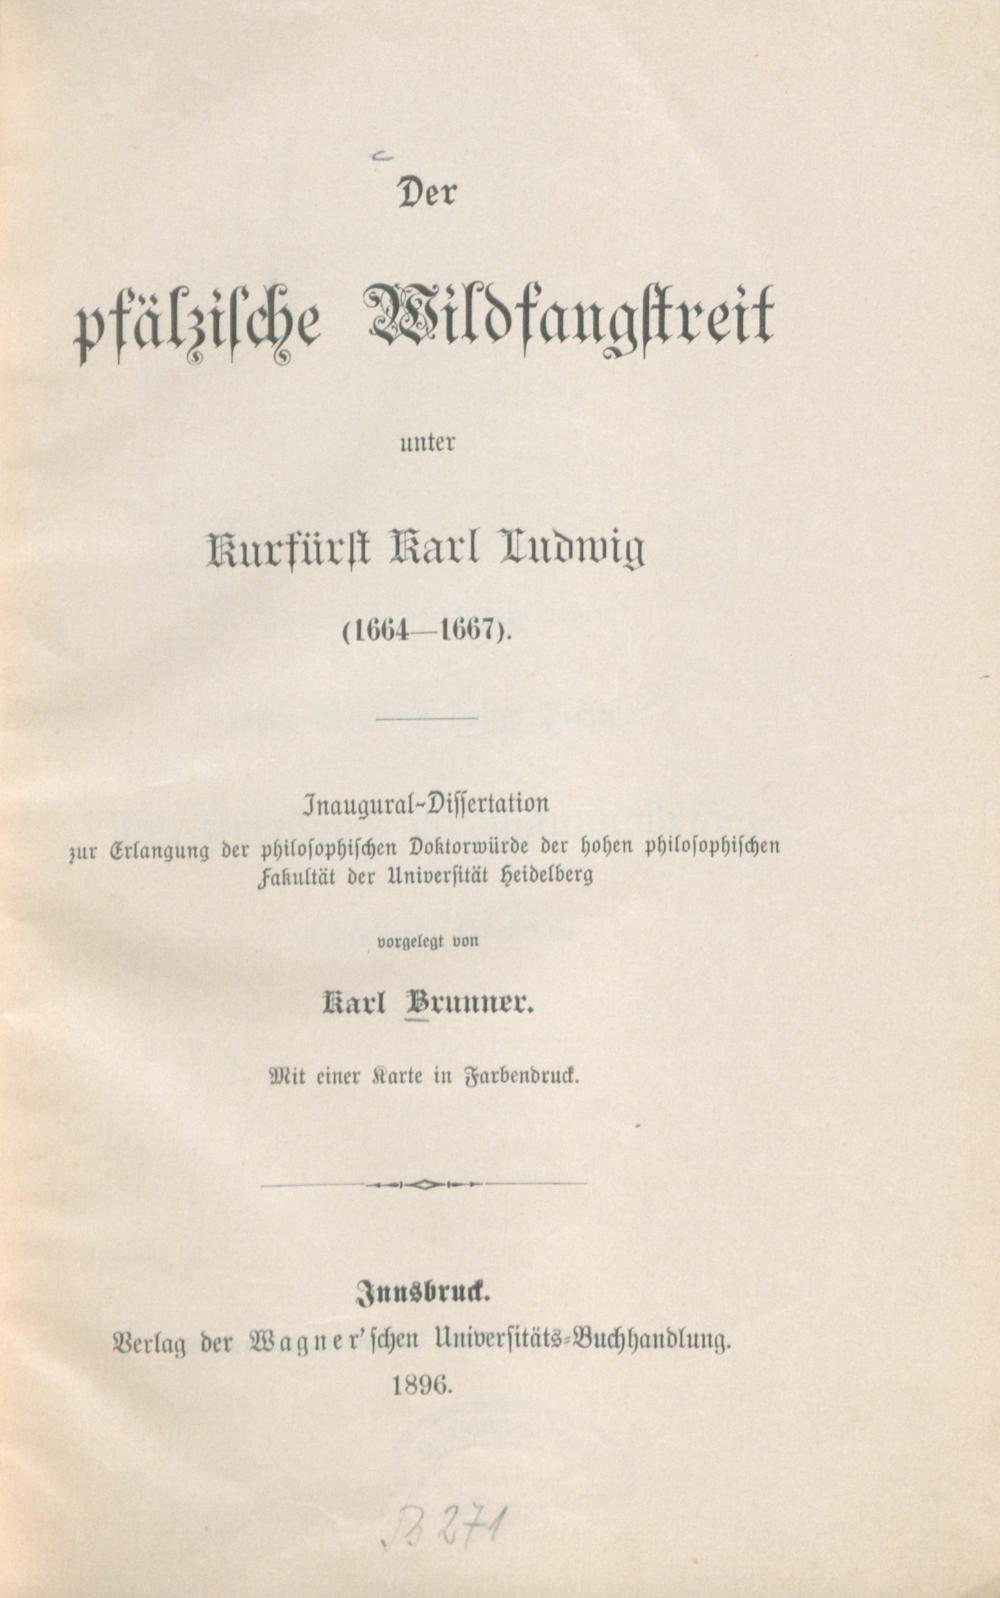 Der
pfälzische Wildfangstreit
unter
Kurfürst Karl Ludwig
(1664—1667).
Inaugural-Dissertation
zur Erlangung der philosophischen Doktorwürde der hohen philosophischen
Fakultät der Universität Heidelberg
vorgelegt von
Karl Brunner.
Mit einer Karte in Farbendruck.
Innsbruck.
Verlag der Wagner'schen Universitäts-Buchhandlung.
1896.
B 271